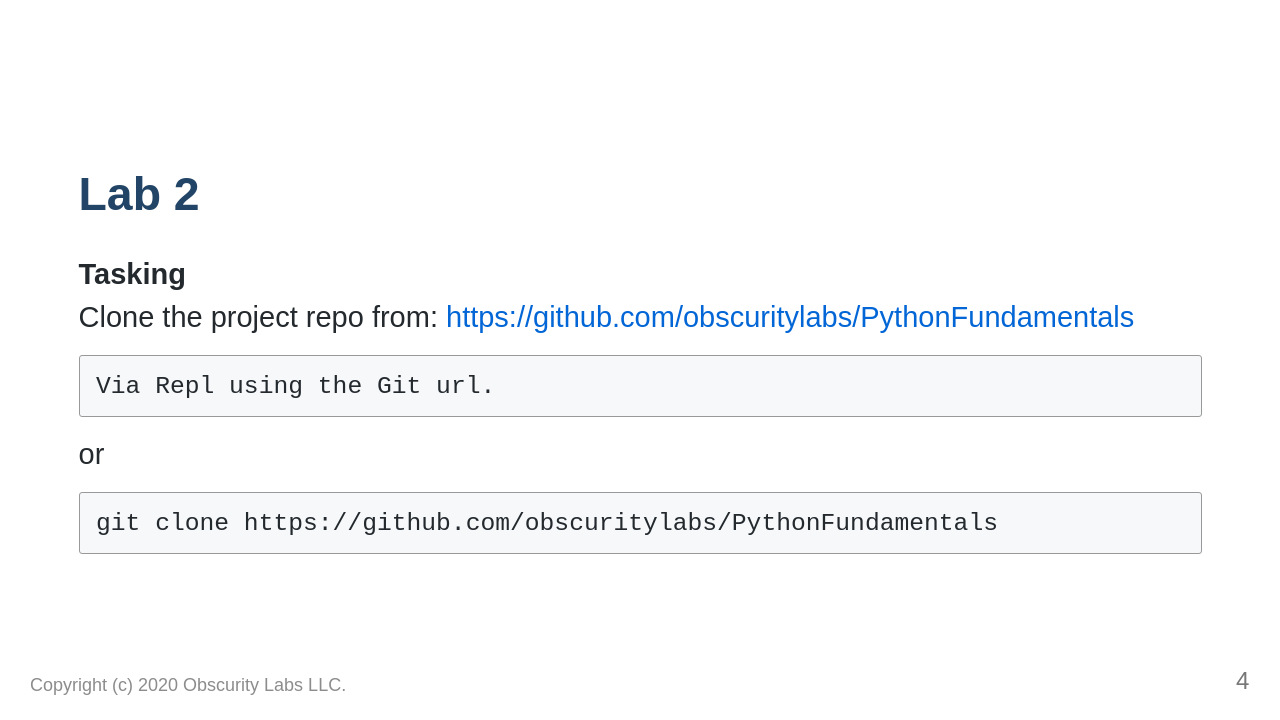 Lab 2
Tasking
Clone the project repo from: https://github.com/obscuritylabs/PythonFundamentals
Via Repl using the Git url.
or
git clone https://github.com/obscuritylabs/PythonFundamentals
Copyright (c) 2020 Obscurity Labs LLC.
4